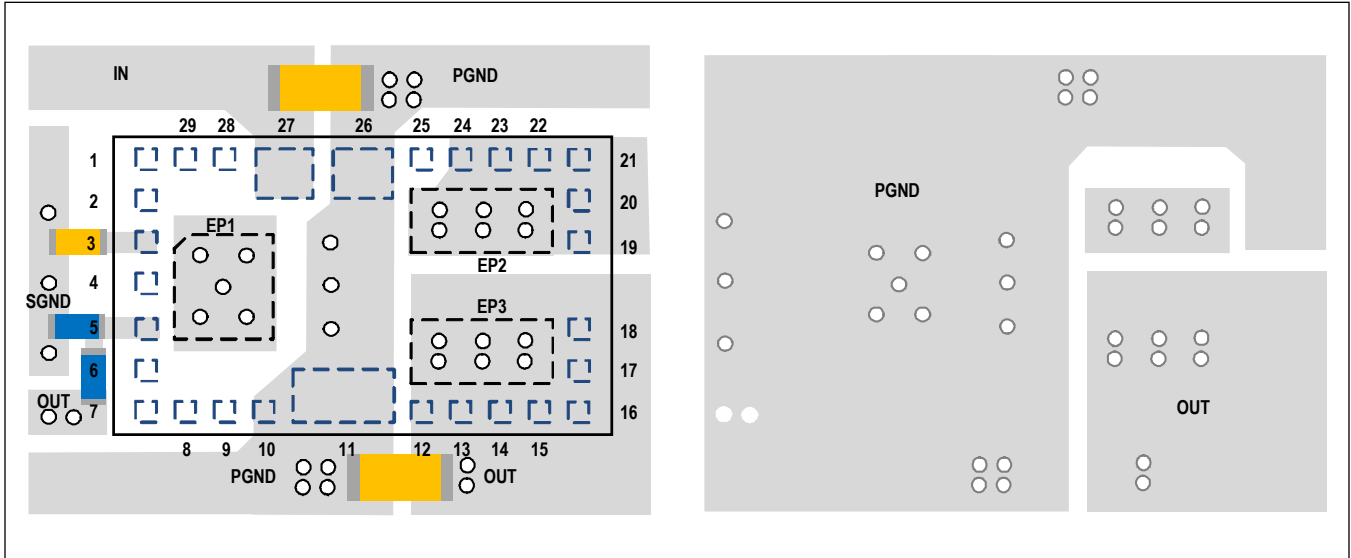 IN
PGND
29 28 27 26 25 24 23 22
1 21
2 20
EP1
3 19
EP2
4
SGND
EP3
5 18
6 17
OUT 7 16
8 9 10 11 12 13 14 15
PGND OUT
PGND
OUT